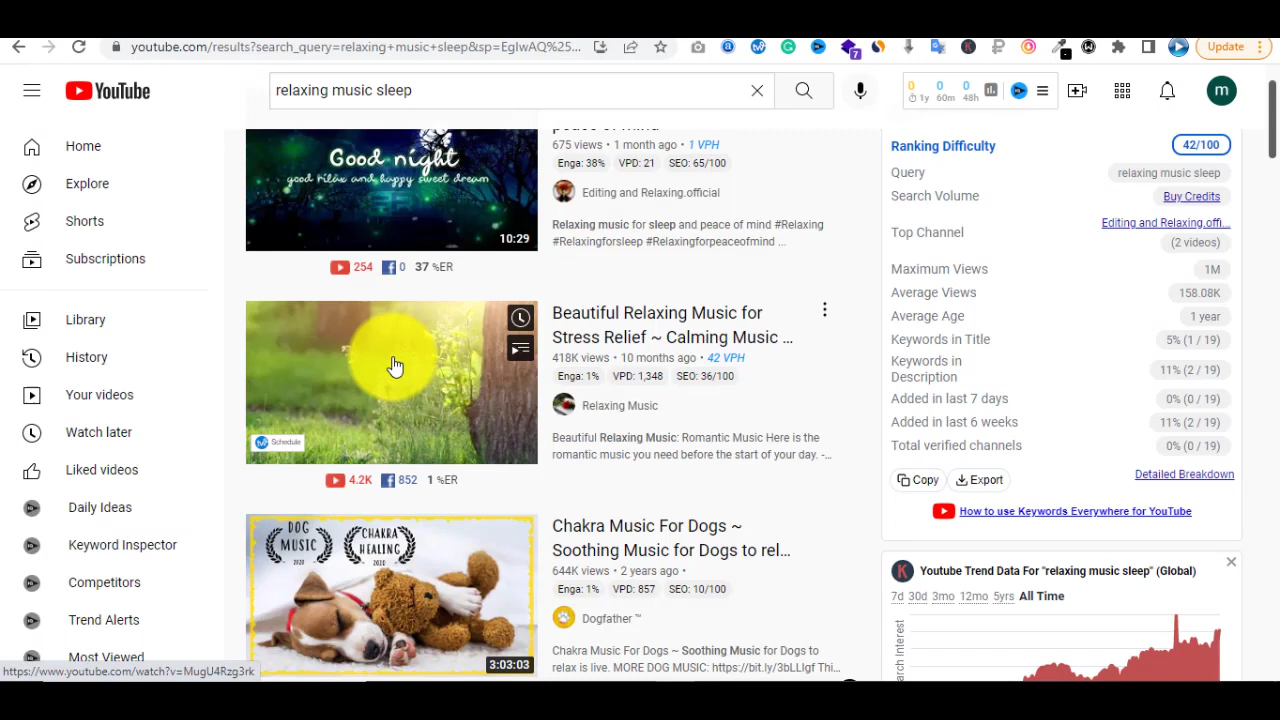 youtube.com/results?search_query=relaxing+music+sleep&sp=EgIwAQ%25...
7
Update
YouTube
relaxing music sleep
0 0 0
1y 60m 48h
m
Home
Explore
Shorts
Subscriptions
Library
History
Your videos
Watch later
Liked videos
Daily Ideas
Keyword Inspector
Competitors
Trend Alerts
Most Viewed
https://www.youtube.com/watch?v=MugU4Rzg3rk
Good night
good relax and happy sweet dream
10:29
254 0 37 %ER
peace of mind
675 views • 1 month ago • 1 VPH
Enga: 38% VPD: 21 SEO: 65/100
Editing and Relaxing.official
Relaxing music for sleep and peace of mind #Relaxing
#Relaxingforsleep #Relaxingforpeaceofmind ...
Schedule
4.2K 852 1 %ER
Beautiful Relaxing Music for
Stress Relief ~ Calming Music ...
418K views • 10 months ago • 42 VPH
Enga: 1% VPD: 1,348 SEO: 36/100
Relaxing Music
Beautiful Relaxing Music: Romantic Music Here is the
romantic music you need before the start of your day. -...
DOG
MUSIC
2020
CHAKRA
HEALING
2020
3:03:03
Chakra Music For Dogs ~
Soothing Music for Dogs to rel...
644K views • 2 years ago •
Enga: 1% VPD: 857 SEO: 10/100
Dogfather ™
Chakra Music For Dogs ~ Soothing Music for Dogs to
relax is live. MORE DOG MUSIC: https://bit.ly/3bLLIgf Thi...
Ranking Difficulty 42/100
Query relaxing music sleep
Search Volume Buy Credits
Top Channel Editing and Relaxing.offi...
(2 videos)
Maximum Views 1M
Average Views 158.08K
Average Age 1 year
Keywords in Title 5% (1 / 19)
Keywords in
Description 11% (2 / 19)
Added in last 7 days 0% (0 / 19)
Added in last 6 weeks 11% (2 / 19)
Total verified channels 0% (0 / 19)
Copy Export Detailed Breakdown
How to use Keywords Everywhere for YouTube
K Youtube Trend Data For "relaxing music sleep" (Global)
7d 30d 3mo 12mo 5yrs All Time
arch Interest